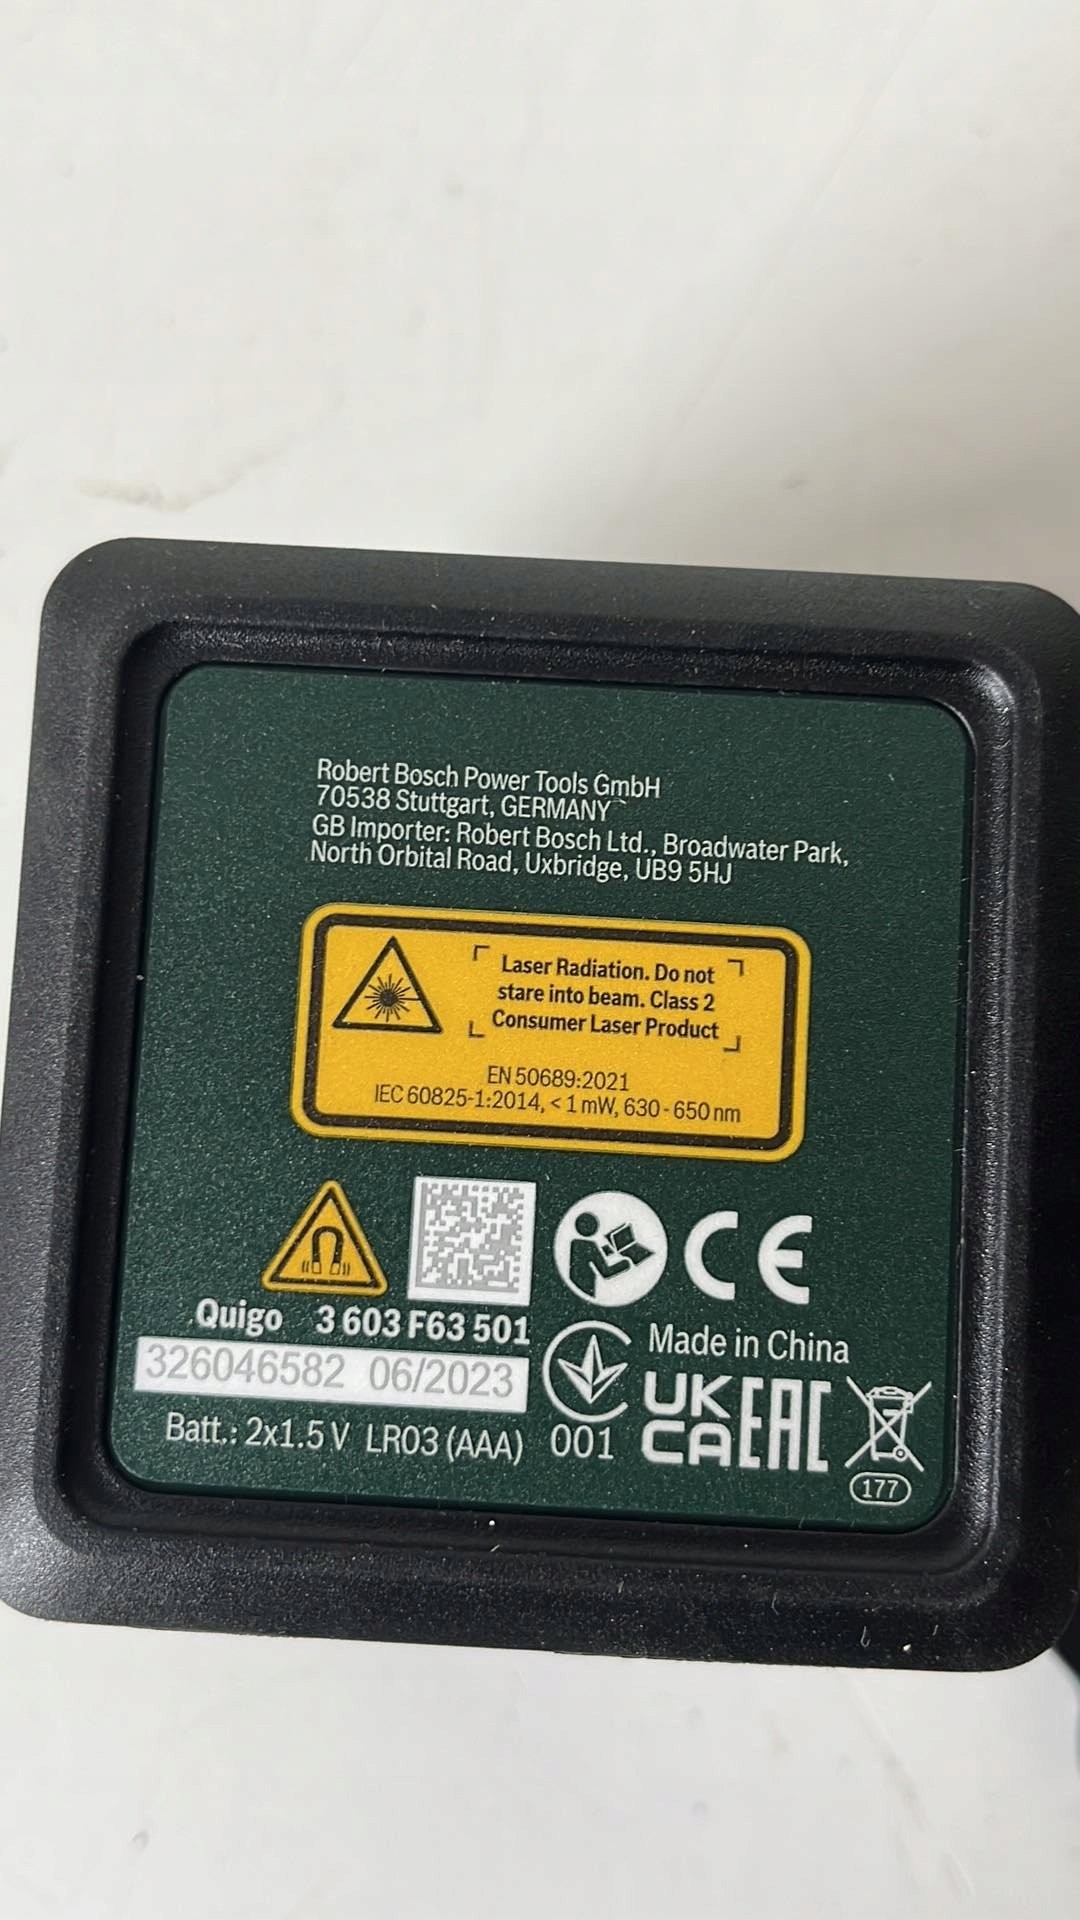 Robert Bosch Power Tools GmbH
70538 Stuttgart, GERMANY
GB Importer: Robert Bosch Ltd., Broadwater Park,
North Orbital Road, Uxbridge, UB9 5HJ
Laser Radiation. Do not
stare into beam. Class 2
Consumer Laser Product
EN 50689:2021
IEC 60825-1:2014, < 1 mW, 630 - 650 nm
CE
Quigo 3 603 F63 501
326046582 06/2023
Made in China
Batt.: 2x1.5 V LR03 (AAA)
001
UK
CA
EAC
177